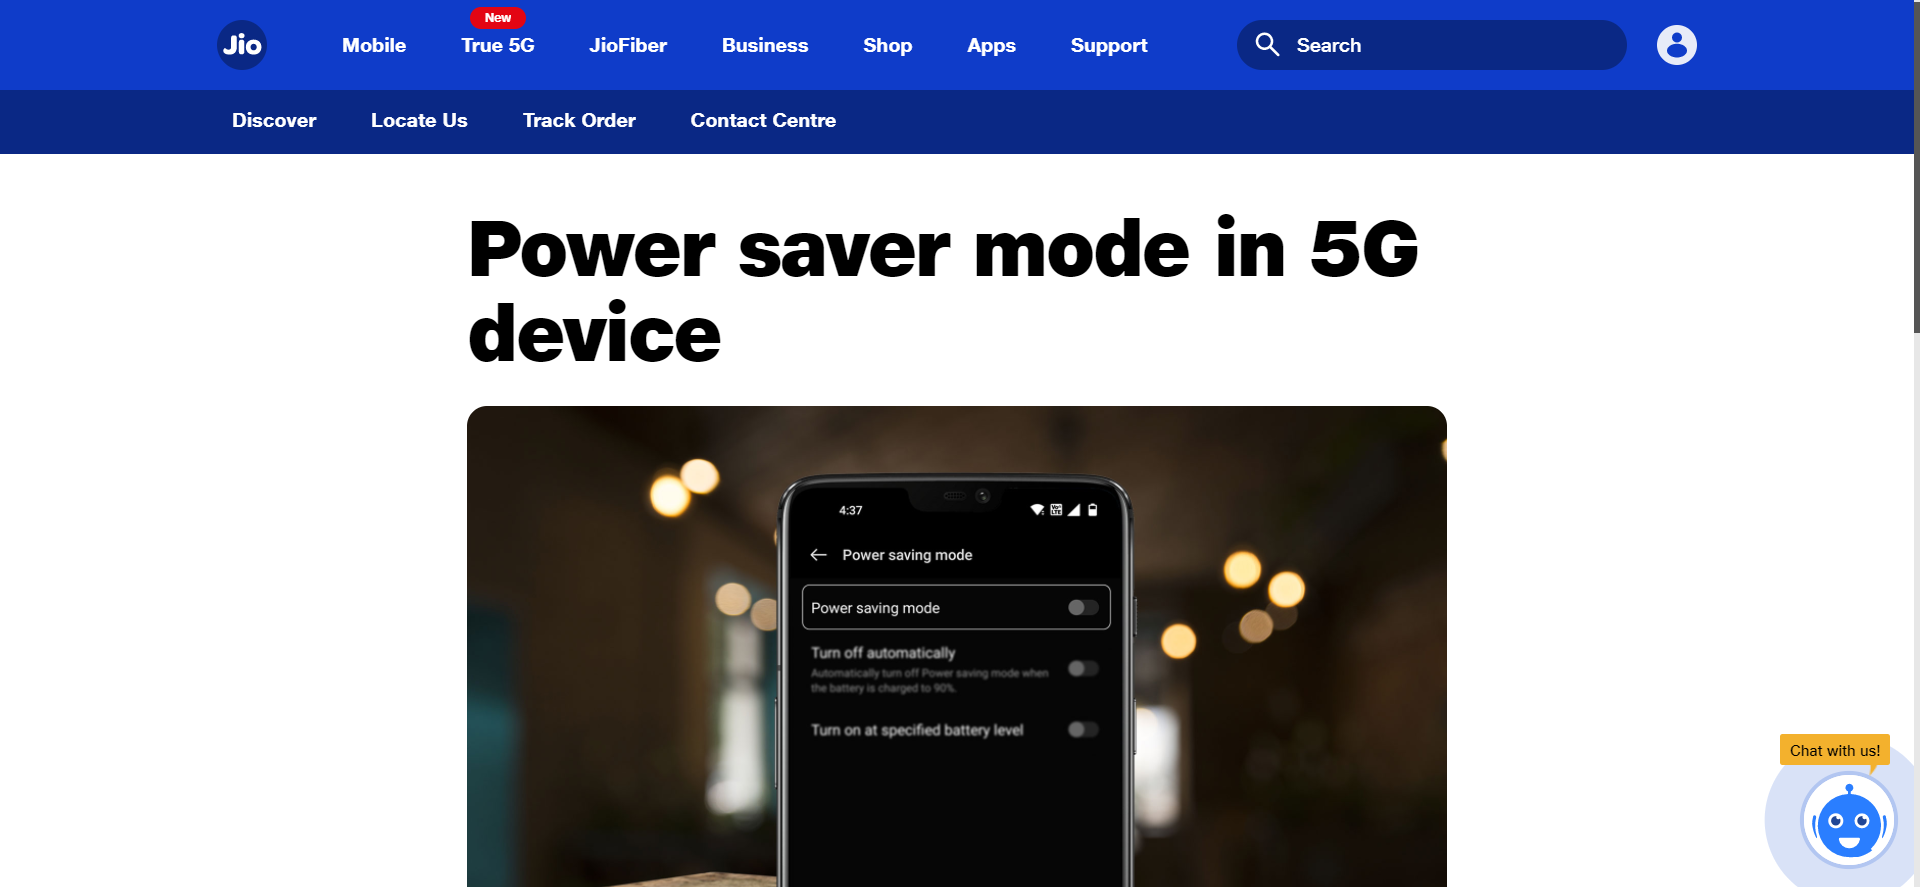 Jio
Mobile
New
True 5G
JioFiber
Business
Shop
Apps
Support
Search
Discover
Locate Us
Track Order
Contact Centre
Power saver mode in 5G
device
4:37
Power saving mode
Power saving mode
Turn off automatically
Automatically turn off Power saving mode when
the battery is charged to 90%.
Turn on at specified battery level
Chat with us!